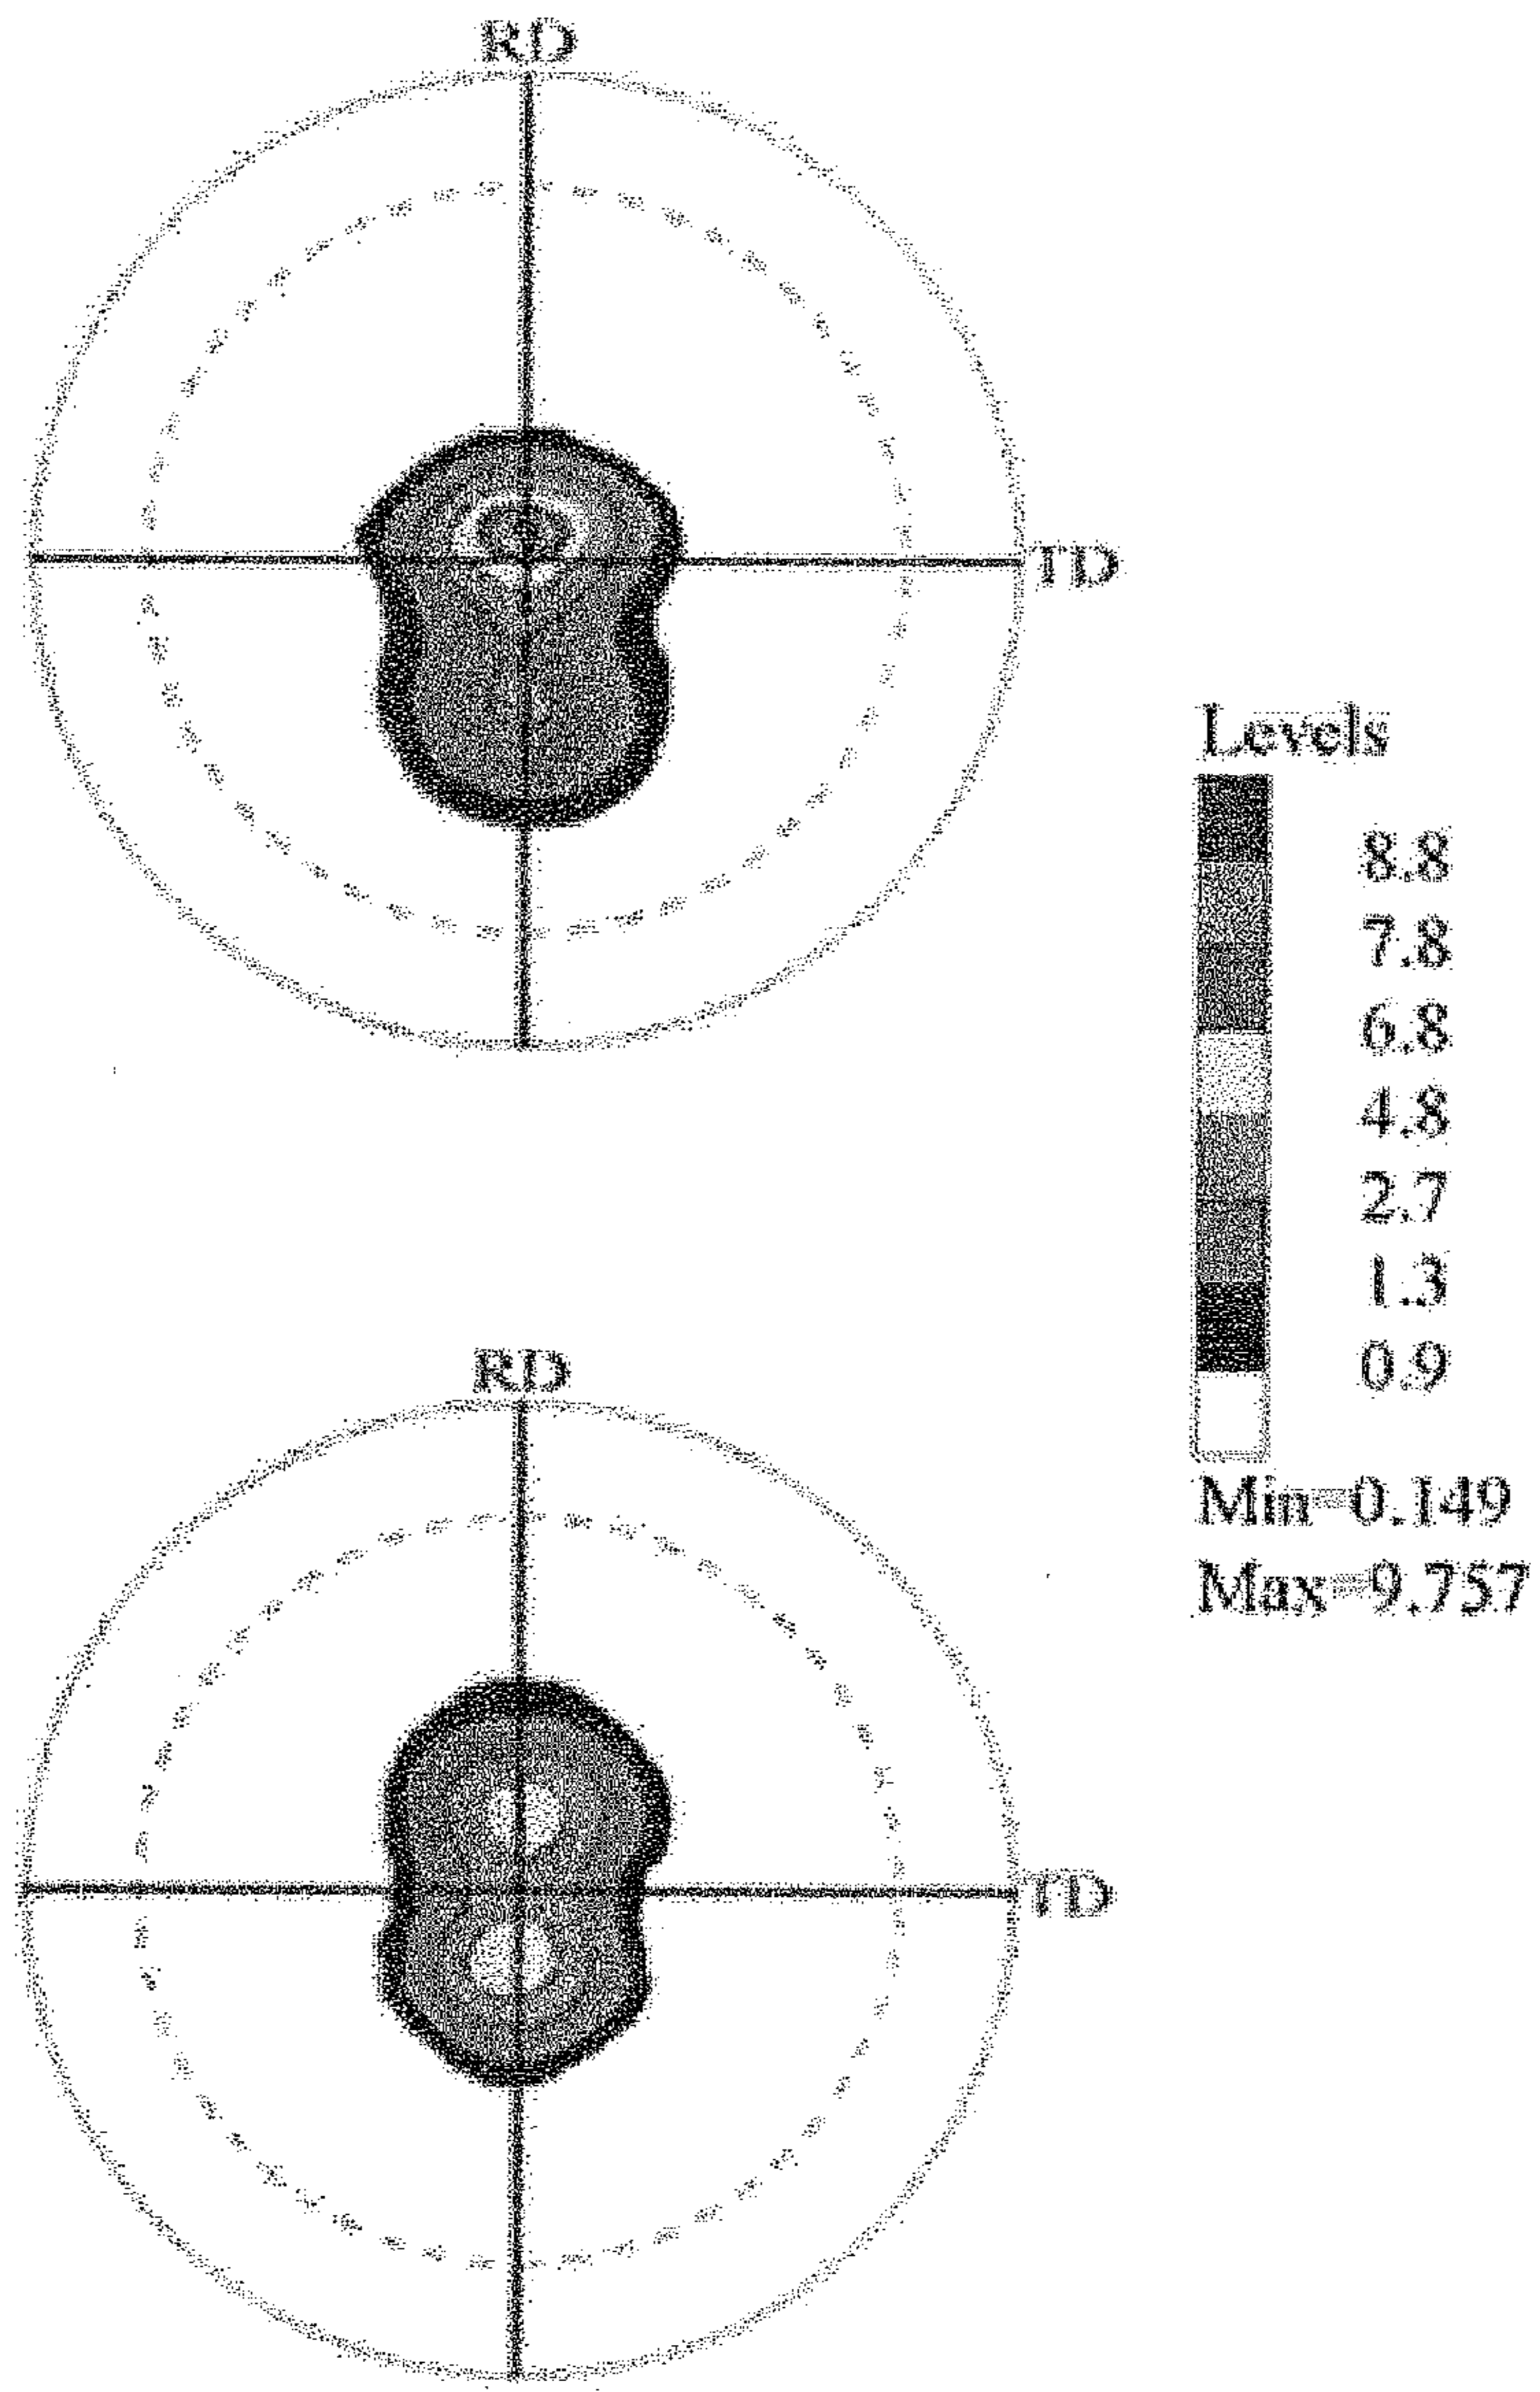 RD
TD
Levels
8.8
7.8
6.8
4.8
2.7
1.3
0.9
Min=0.149
Max=9.757
RD
TD